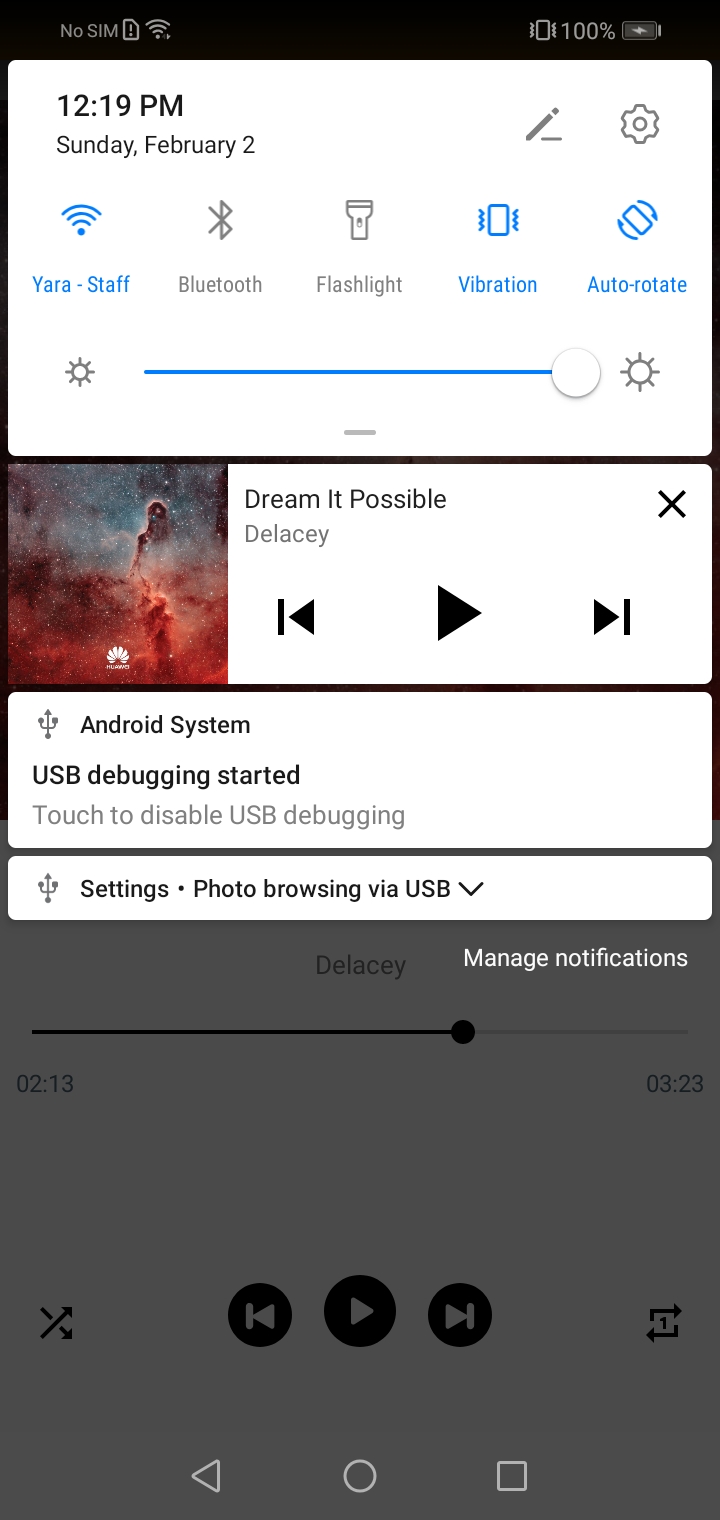 No SIM
100%
12:19 PM
Sunday, February 2
Yara - Staff
Bluetooth
Flashlight
Vibration
Auto-rotate
Dream It Possible
Delacey
HUAWEI
Android System
USB debugging started
Touch to disable USB debugging
Settings • Photo browsing via USB
Delacey
Manage notifications
02:13
03:23
1